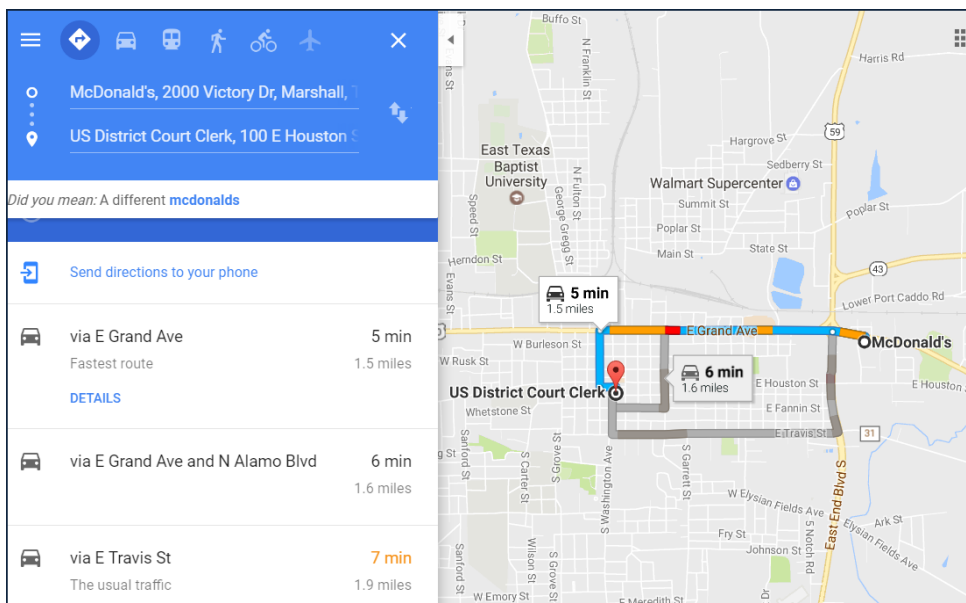 McDonald's, 2000 Victory Dr, Marshall,
US District Court Clerk, 100 E Houston
Did you mean: A different mcdonalds
Send directions to your phone
via E Grand Ave 5 min
Fastest route 1.5 miles
DETAILS
via E Grand Ave and N Alamo Blvd 6 min
1.6 miles
via E Travis St 7 min
The usual traffic 1.9 miles
Buffo St
N Franklin St
Harris Rd
59
Hargrove St
East Texas
Baptist
University
Sedberry St
Walmart Supercenter
N Fulton St
George Gregg St
Speed St
Summit St
Poplar St
Poplar St
Main St
State St
Herndon St
43
Evans St
Lower Port Caddo Rd
5 min
1.5 miles
E Grand Ave
McDonald's
W Burleson St
W Rusk St
6 min
1.6 miles
US District Court Clerk
E Houston St
E Houston
Whetstone St
E Fannin St
E Travis St
31
Sanford St
S Carter St
S Grove St
S Washington Ave
S Garrett St
East End Blvd S
W Elysian Fields Ave
Elysian Fields Ave
Ark St
S Notch Rd
Fry St
Johnson St
Sanford St
Wilson St
S Grove St
Dr
W Emory St
E Meredith St